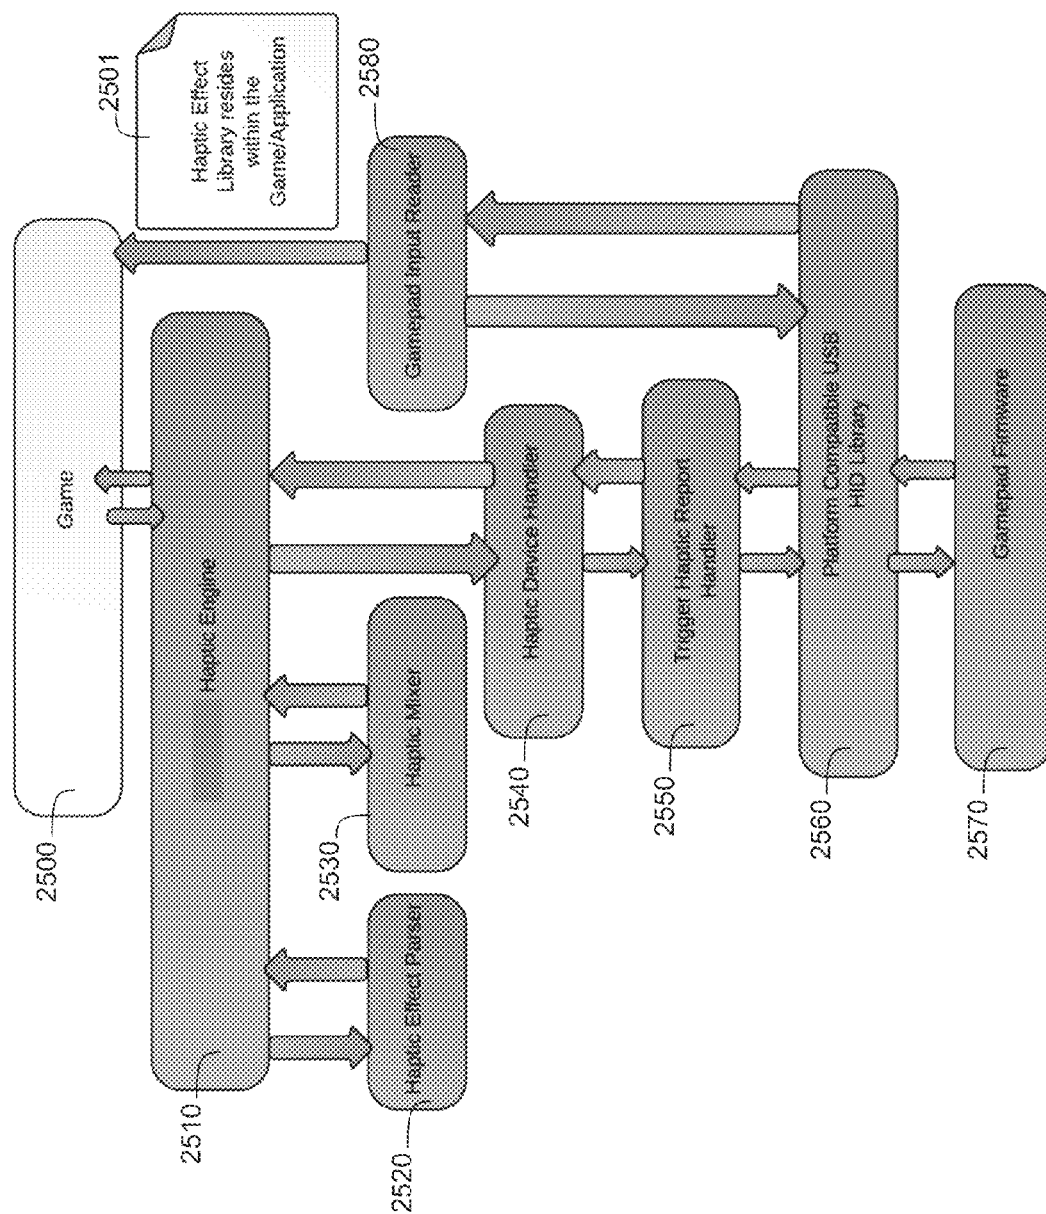 2500
Game
2501
Haptic Effect
Library resides
within the
Game/Application
2510
Haptic Engine
2520
Haptic Effect Parser
2530
Haptic Mixer
2580
Gamepad Input Reader
2540
Haptic Device Handler
2550
Trigger Haptic Report
Handler
2560
Platform Compatible USB
HID Library
2570
Gamepad Firmware